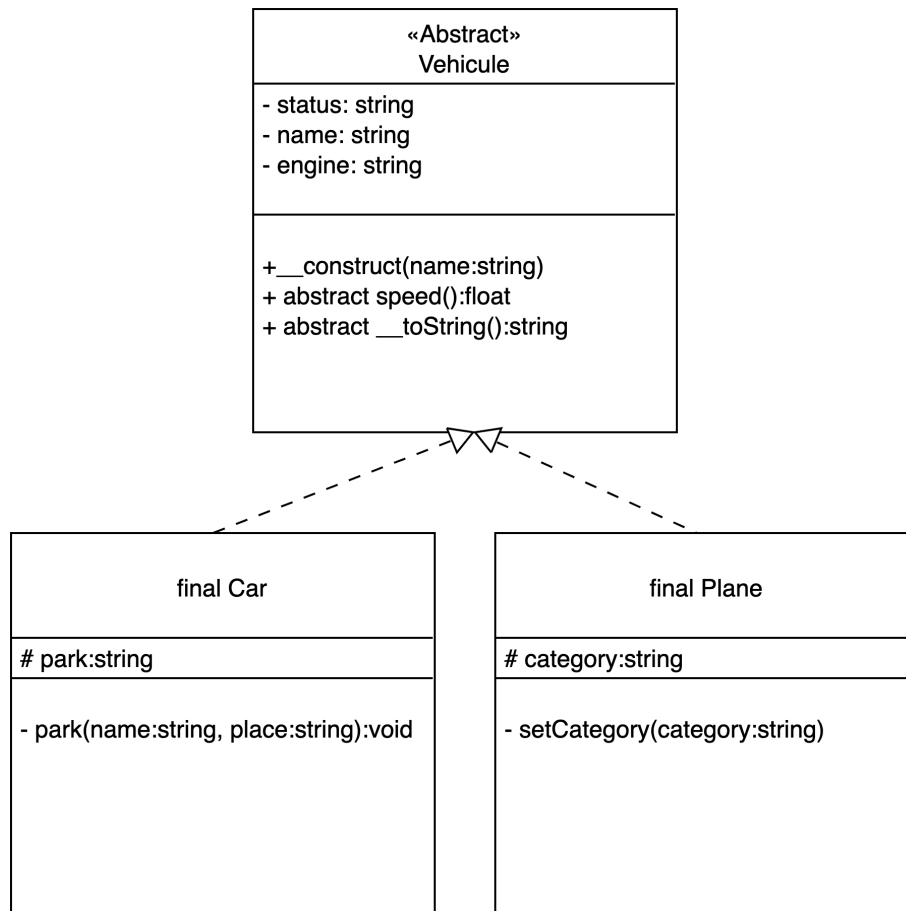 «Abstract»
Vehicule
- status: string
- name: string
- engine: string
+__construct(name:string)
+ abstract speed():float
+ abstract __toString():string
final Car
# park:string
- park(name:string, place:string):void
final Plane
# category:string
- setCategory(category:string)